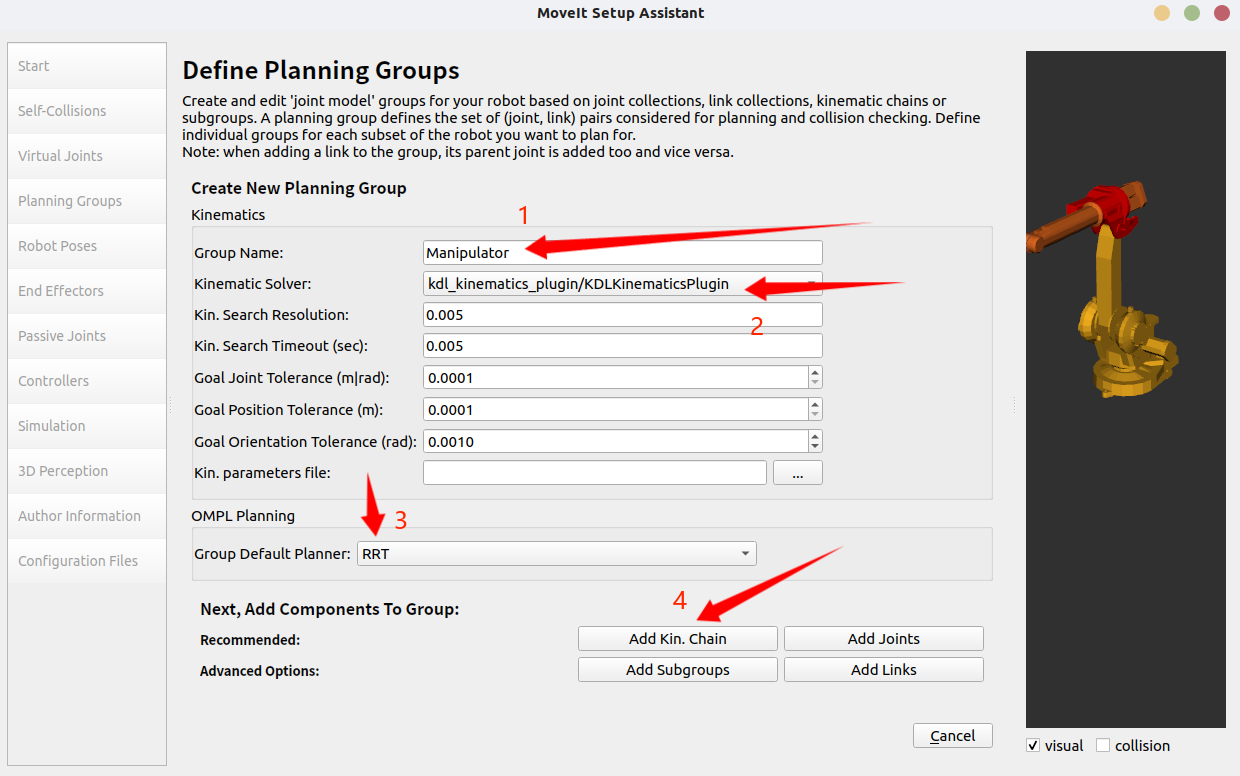 MoveIt Setup Assistant
Start
Self-Collisions
Virtual Joints
Planning Groups
Robot Poses
End Effectors
Passive Joints
Controllers
Simulation
3D Perception
Author Information
Configuration Files
Define Planning Groups
Create and edit 'joint model' groups for your robot based on joint collections, link collections, kinematic chains or
subgroups. A planning group defines the set of (joint, link) pairs considered for planning and collision checking. Define
individual groups for each subset of the robot you want to plan for.
Note: when adding a link to the group, its parent joint is added too and vice versa.
Create New Planning Group
Kinematics
1
Group Name: Manipulator
Kinematic Solver: kdl_kinematics_plugin/KDLKinematicsPlugin
2
Kin. Search Resolution: 0.005
Kin. Search Timeout (sec): 0.005
Goal Joint Tolerance (m|rad): 0.0001
Goal Position Tolerance (m): 0.0001
Goal Orientation Tolerance (rad): 0.0010
Kin. parameters file: ...
OMPL Planning
3
Group Default Planner: RRT
Next, Add Components To Group:
4
Recommended: Add Kin. Chain Add Joints
Advanced Options: Add Subgroups Add Links
Cancel
visual collision